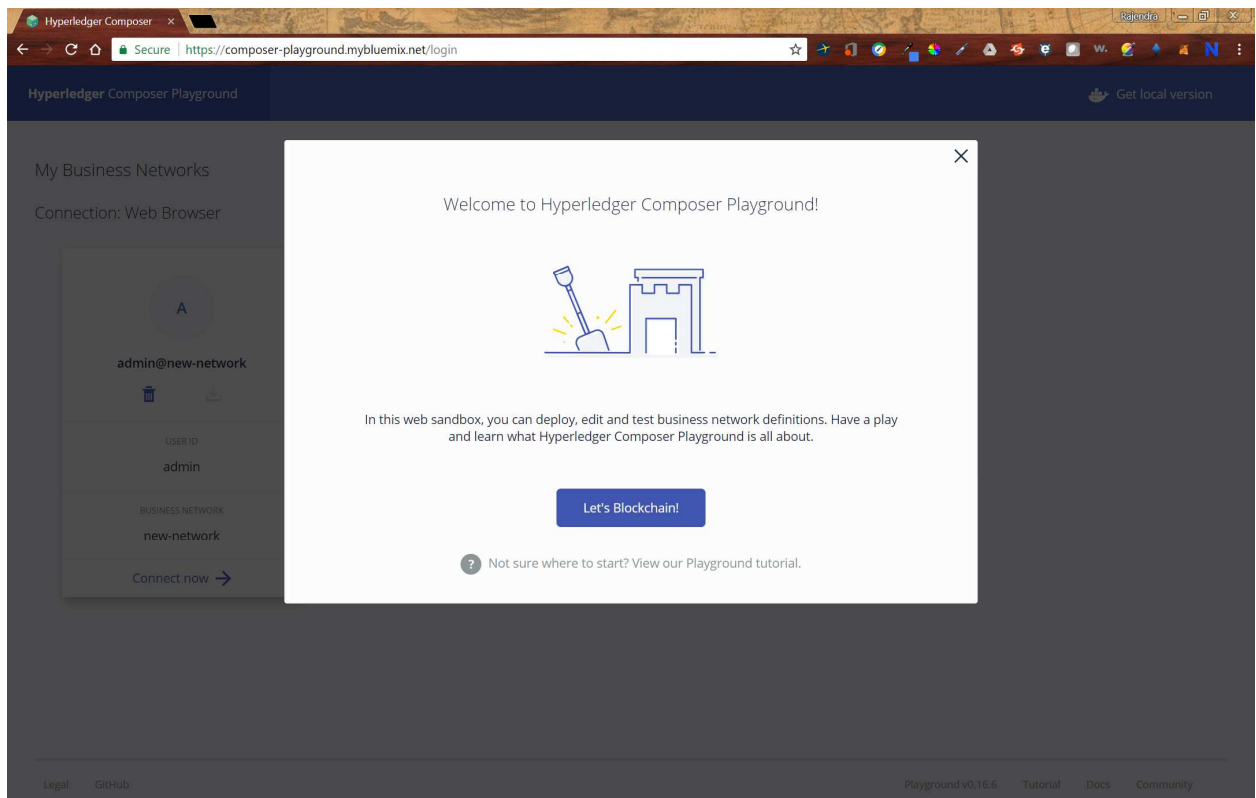 Hyperledger Composer
Rajendra
Secure https://composer-playground.mybluemix.net/login
W.
N
Hyperledger Composer Playground
Get local version
My Business Networks
Connection: Web Browser
A
admin@new-network
USER ID
admin
BUSINESS NETWORK
new-network
Connect now
Welcome to Hyperledger Composer Playground!
In this web sandbox, you can deploy, edit and test business network definitions. Have a play
and learn what Hyperledger Composer Playground is all about.
Let's Blockchain!
? Not sure where to start? View our Playground tutorial.
Legal GitHub
Playground v0.16.6 Tutorial Docs Community